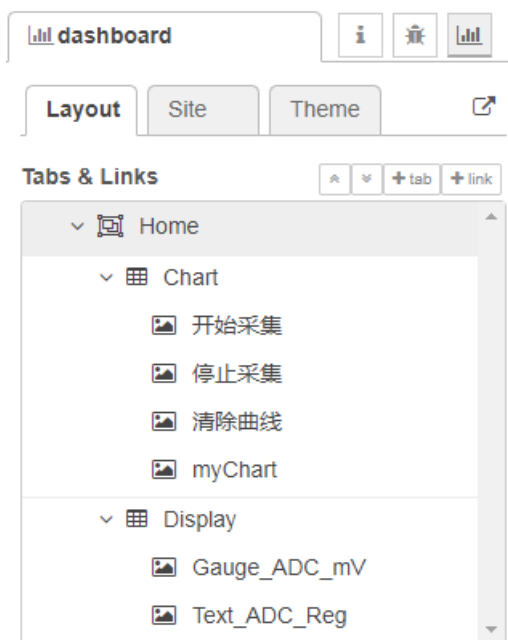 dashboard
Layout Site Theme
Tabs & Links + tab + link
Home
Chart
开始采集
停止采集
清除曲线
myChart
Display
Gauge_ADC_mV
Text_ADC_Reg